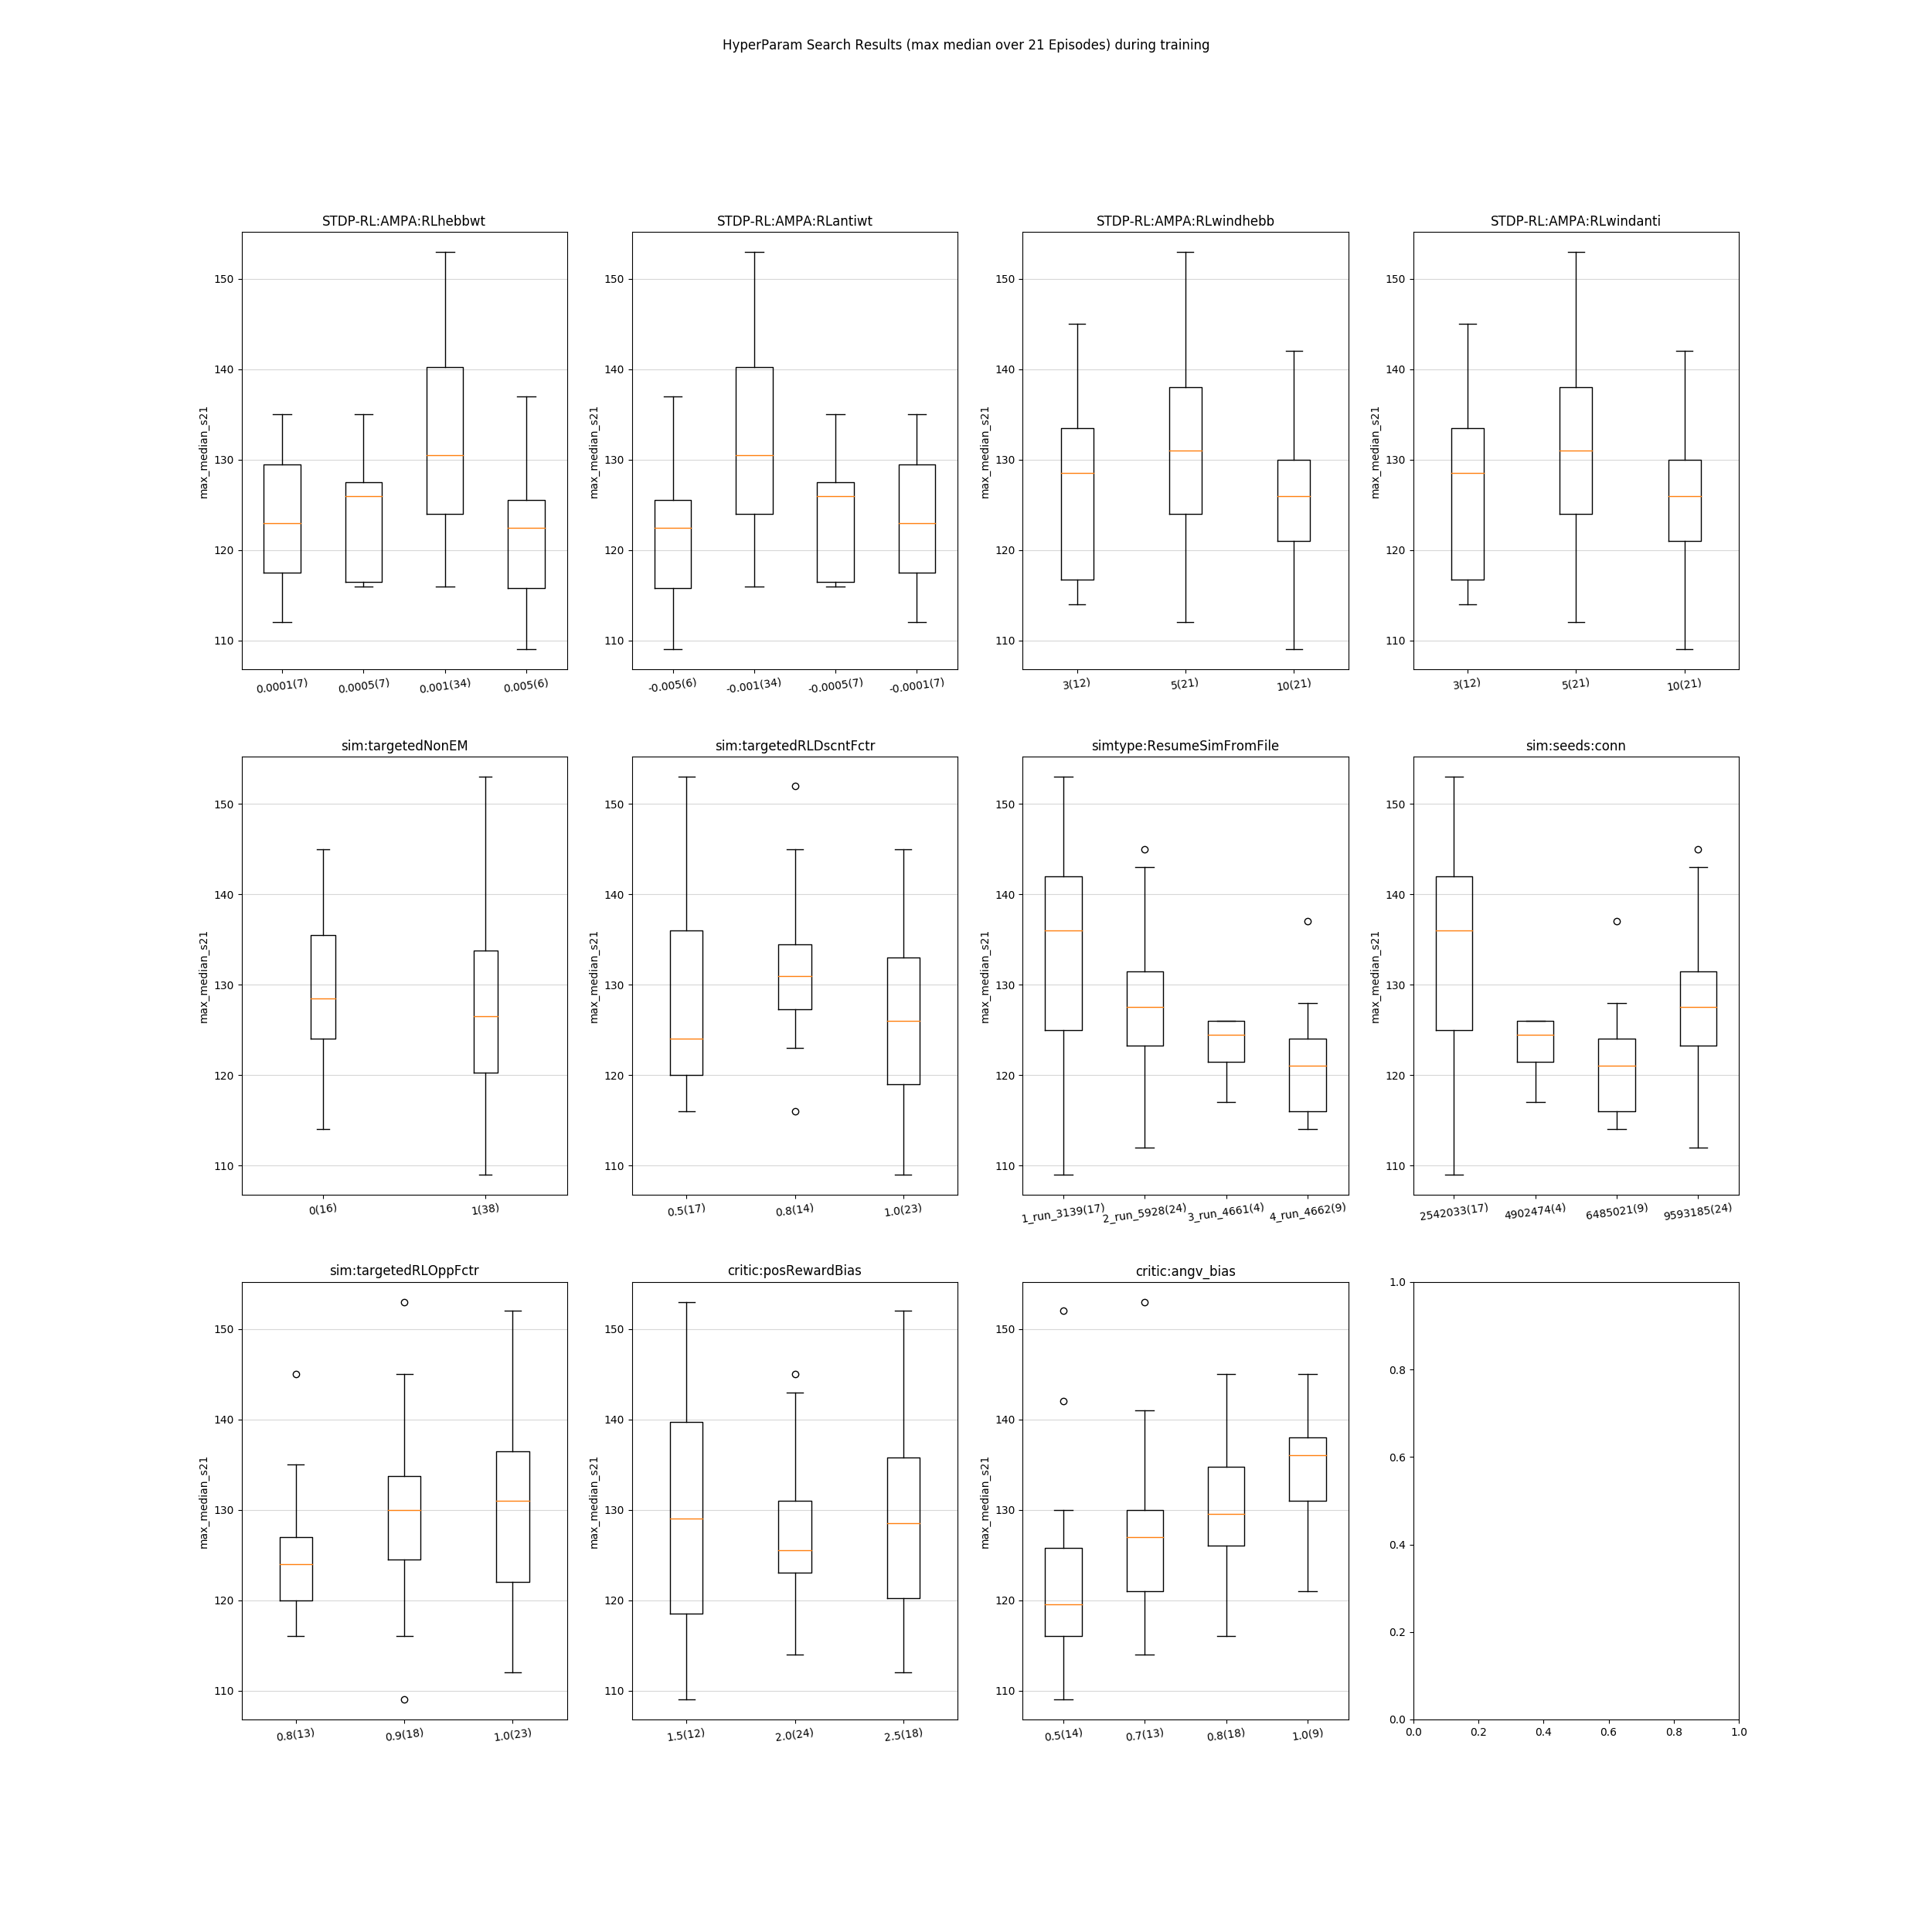 HyperParam Search Results (max median over 21 Episodes) during training
STDP-RL:AMPA:RLhebbwt
max_median_s21
150
140
130
120
110
0.0001(7) 0.0005(7) 0.001(34) 0.005(6)
STDP-RL:AMPA:RLantiwt
max_median_s21
150
140
130
120
110
-0.005(6) -0.001(34) -0.0005(7) -0.0001(7)
STDP-RL:AMPA:RLwindhebb
max_median_s21
150
140
130
120
110
3(12) 5(21) 10(21)
STDP-RL:AMPA:RLwindanti
max_median_s21
150
140
130
120
110
3(12) 5(21) 10(21)
sim:targetedNonEM
max_median_s21
150
140
130
120
110
0(16) 1(38)
sim:targetedRLDscntFctr
max_median_s21
150
140
130
120
110
0.5(17) 0.8(14) 1.0(23)
simtype:ResumeSimFromFile
max_median_s21
150
140
130
120
110
1_run_3139(17) 2_run_5928(24) 3_run_4661(4) 4_run_4662(9)
sim:seeds:conn
max_median_s21
150
140
130
120
110
2542033(17) 4902474(4) 6485021(9) 9593185(24)
sim:targetedRLOppFctr
max_median_s21
150
140
130
120
110
0.8(13) 0.9(18) 1.0(23)
critic:posRewardBias
max_median_s21
150
140
130
120
110
1.5(12) 2.0(24) 2.5(18)
critic:angv_bias
max_median_s21
150
140
130
120
110
0.5(14) 0.7(13) 0.8(18) 1.0(9)
1.0
0.8
0.6
0.4
0.2
0.0
0.0 0.2 0.4 0.6 0.8 1.0